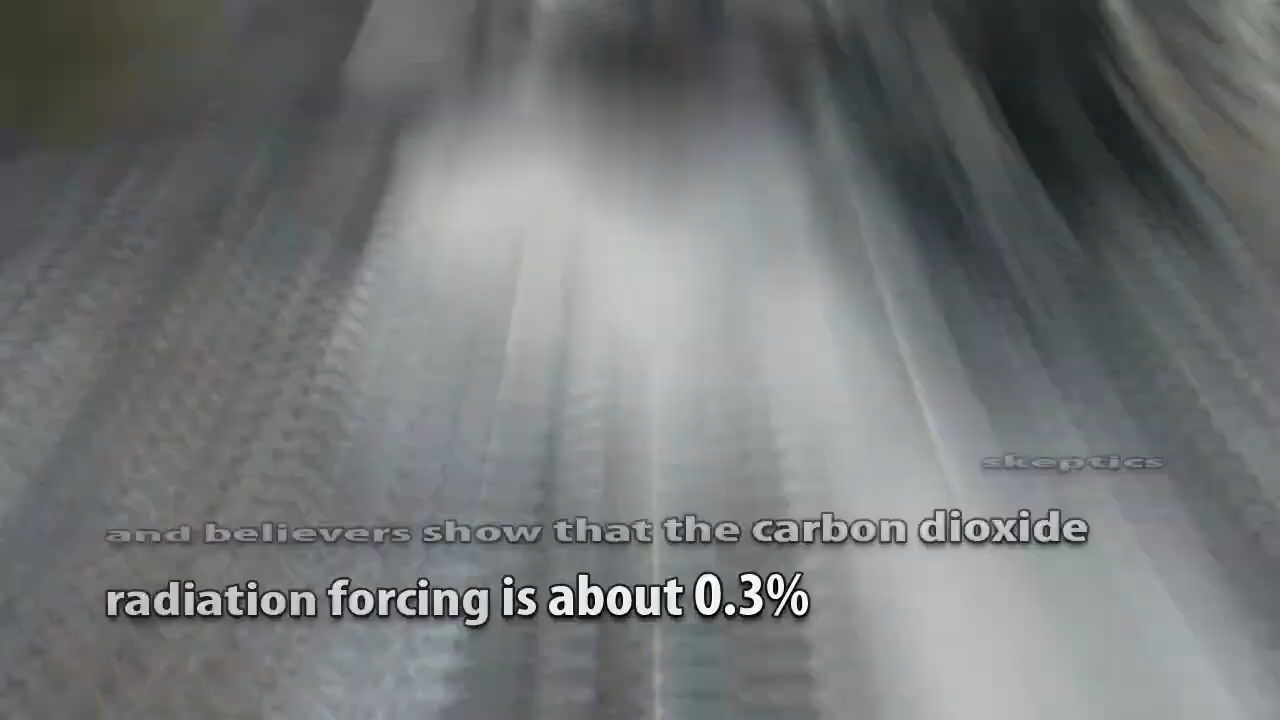 skeptics
and believers show that the carbon dioxide
radiation forcing is about 0.3%